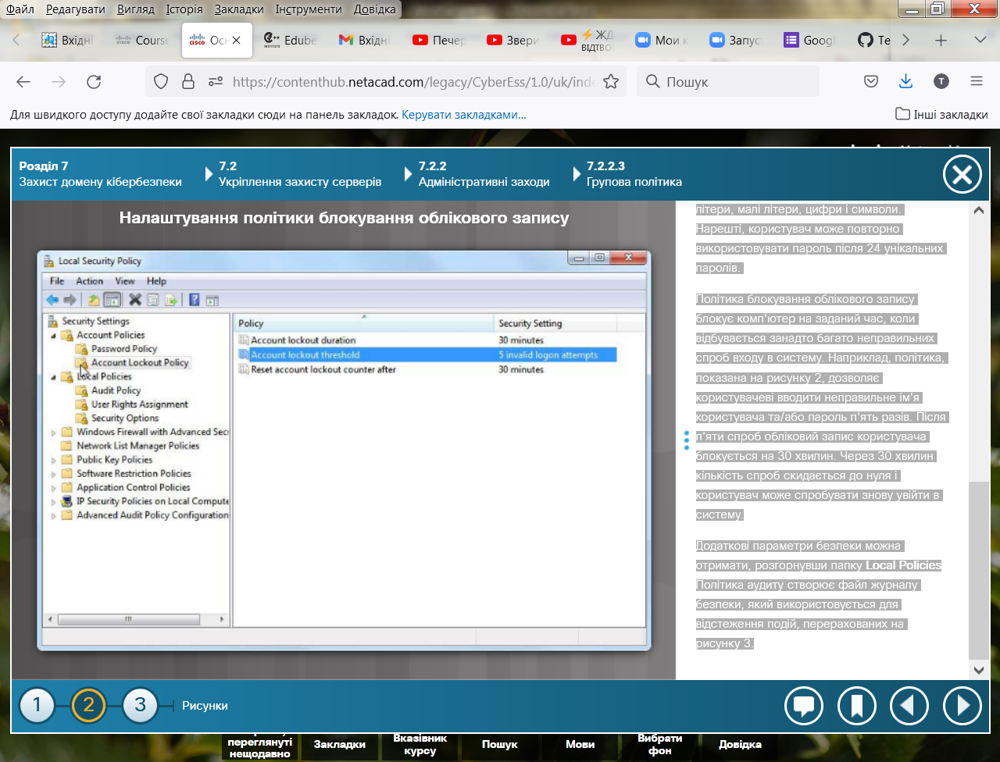 Файл Редагувати Вигляд Історія Закладки Інструменти Довідка
Вхідні
Course
Осн
Edube
Вхідні
Печер
Звери
ЖД
ВІДТВО
Мои к
Запус
Googl
Te
https://contenthub.netacad.com/legacy/CyberEss/1.0/uk/inde
Пошук
T
Для швидкого доступу додайте свої закладки сюди на панель закладок. Керувати закладками...
Інші закладки
Розділ 7
Захист домену кібербезпеки
7.2
Укріплення захисту серверів
7.2.2
Адміністративні заходи
7.2.2.3
Групова політика
Налаштування політики блокування облікового запису
Local Security Policy
File Action View Help
Security Settings
Account Policies
Password Policy
Account Lockout Policy
Local Policies
Audit Policy
User Rights Assignment
Security Options
Windows Firewall with Advanced Secu
Network List Manager Policies
Public Key Policies
Software Restriction Policies
Application Control Policies
IP Security Policies on Local Compute
Advanced Audit Policy Configuration
Policy Security Setting
Account lockout duration 30 minutes
Account lockout threshold 5 invalid logon attempts
Reset account lockout counter after 30 minutes
літери, малі літери, цифри і символи.
Нарешті, користувач може повторно
використовувати пароль після 24 унікальних
паролів.
Політика блокування облікового запису
блокує комп'ютер на заданий час, коли
відбувається занадто багато неправильних
спроб входу в систему. Наприклад, політика,
показана на рисунку 2, дозволяє
користувачеві вводити неправильне ім'я
користувача та/або пароль п'ять разів. Після
п'яти спроб обліковий запис користувача
блокується на 30 хвилин. Через 30 хвилин
кількість спроб скидається до нуля і
користувач може спробувати знову увійти в
систему.
Додаткові параметри безпеки можна
отримати, розгорнувши папку Local Policies
Політика аудиту створює файл журналу
безпеки, який використовується для
відстеження подій, перерахованих на
рисунку 3.
1 2 3 Рисунки
переглянуті
нещодавно
Закладки
Вказівник
курсу
Пошук
Мови
Вибрати
фон
Довідка